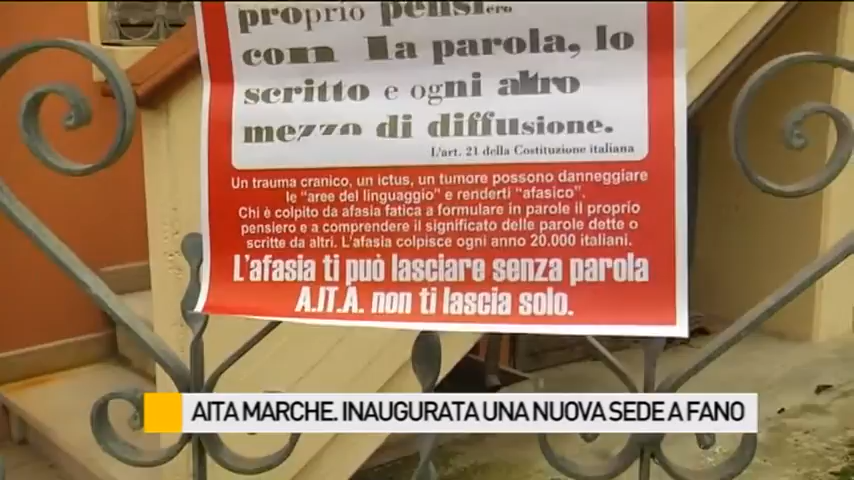 proprio pensiero
com la parola, lo
scritto e ogni altro
mezzo di diffusione.
L'art. 21 della Costituzione italiana
Un trauma cranico, un ictus, un tumore possono danneggiare
le "aree del linguaggio" e renderti "afasico".
Chi è colpito da afasia fatica a formulare in parole il proprio
pensiero e a comprendere il significato delle parole dette o
scritte da altri. L'afasia colpisce ogni anno 20.000 italiani.
L'afasia ti può lasciare senza parola
A.IT.A. non ti lascia solo.
AITA MARCHE. INAUGURATA UNA NUOVA SEDE A FANO